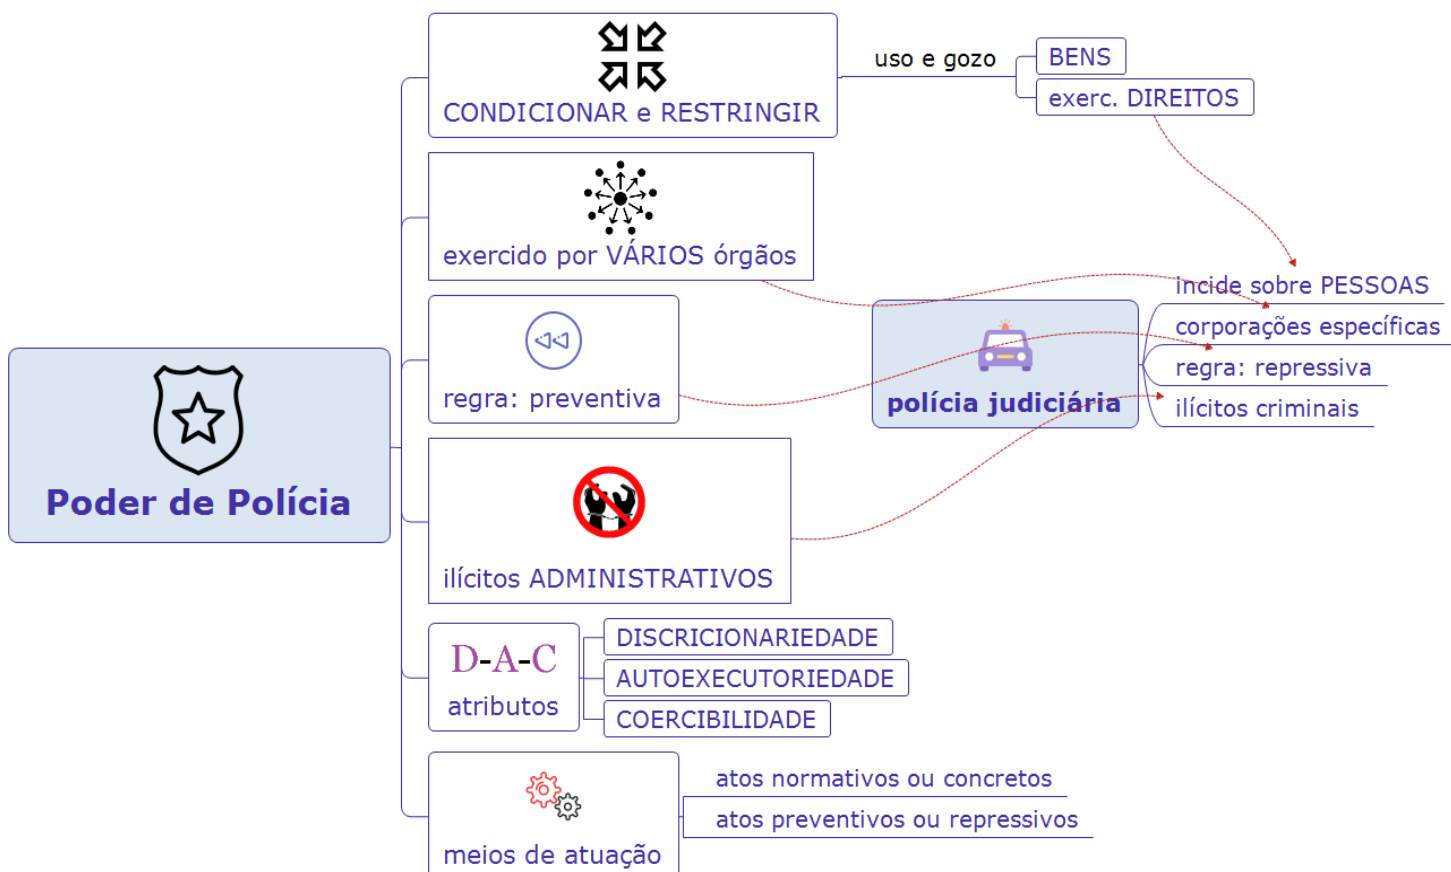 Poder de Polícia
CONDICIONAR e RESTRINGIR
uso e gozo
BENS
exerc. DIREITOS
exercido por VÁRIOS órgãos
regra: preventiva
ilícitos ADMINISTRATIVOS
polícia judiciária
incide sobre PESSOAS
corporações específicas
regra: repressiva
ilícitos criminais
D-A-C
atributos
DISCRICIONARIEDADE
AUTOEXECUTORIEDADE
COERCIBILIDADE
meios de atuação
atos normativos ou concretos
atos preventivos ou repressivos